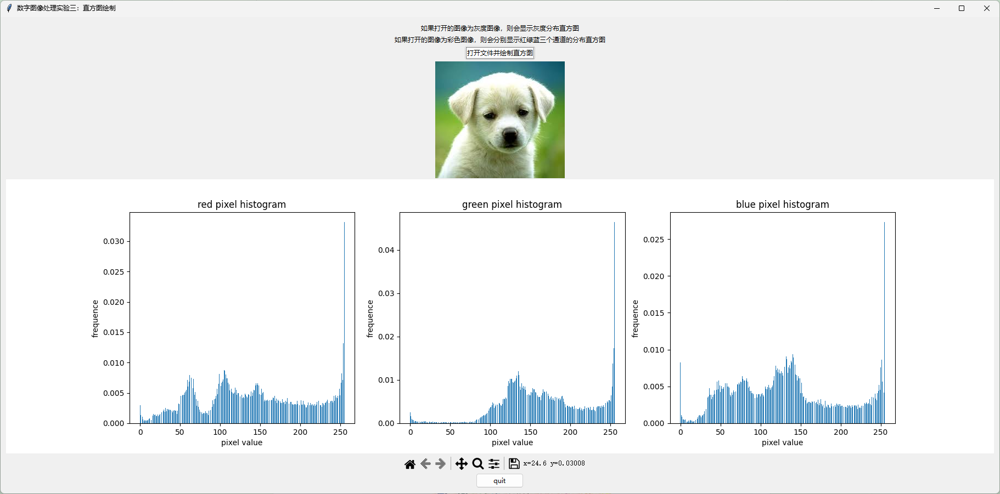 数字图像处理实验三：直方图绘制
如果打开的图像为灰度图像，则会显示灰度分布直方图
如果打开的图像为彩色图像，则会分别显示红绿蓝三个通道的分布直方图
打开文件并绘制直方图
red pixel histogram
frequence
0.030
0.025
0.020
0.015
0.010
0.005
0.000
0 50 100 150 200 250
pixel value
green pixel histogram
frequence
0.04
0.03
0.02
0.01
0.00
0 50 100 150 200 250
pixel value
blue pixel histogram
frequence
0.025
0.020
0.015
0.010
0.005
0.000
0 50 100 150 200 250
pixel value
x=24.6 y=0.03008
quit